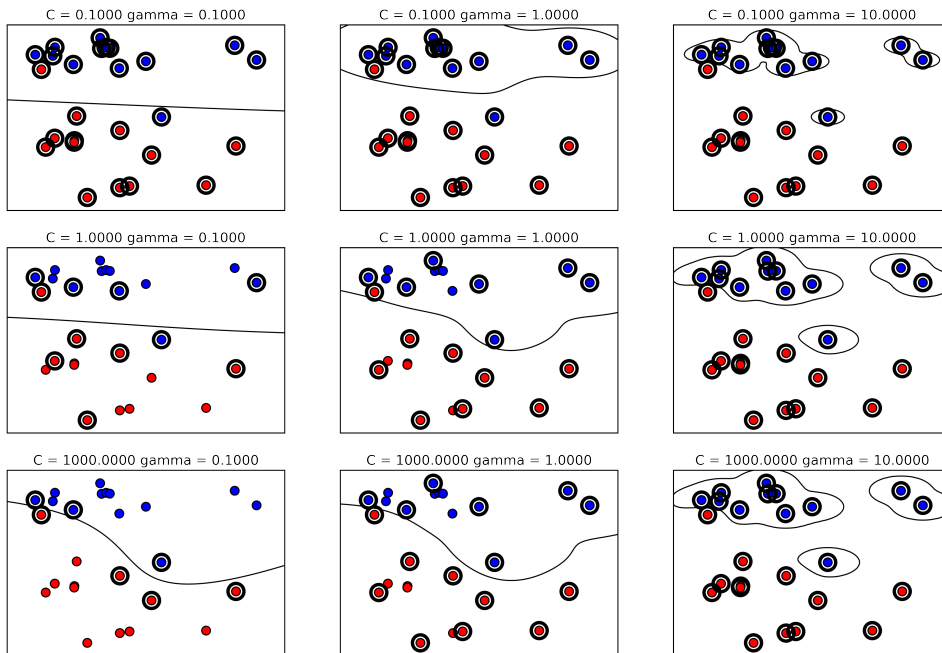 C = 0.1000 gamma = 0.1000
C = 0.1000 gamma = 1.0000
C = 0.1000 gamma = 10.0000
C = 1.0000 gamma = 0.1000
C = 1.0000 gamma = 1.0000
C = 1.0000 gamma = 10.0000
C = 1000.0000 gamma = 0.1000
C = 1000.0000 gamma = 1.0000
C = 1000.0000 gamma = 10.0000